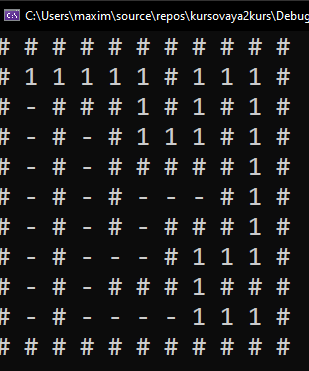 C:\Users\maxim\source\repos\kursovaya2kurs\Debug
# # # # # # # # # # #
# 1 1 1 1 1 # 1 1 1 #
# - # # # 1 # 1 # 1 #
# - # - # 1 1 1 # 1 #
# - # - # # # # # 1 #
# - # - # - - - # 1 #
# - # - # - # # # 1 #
# - # - - - # 1 1 1 #
# - # - # # # 1 # # #
# - # - - - - 1 1 1 #
# # # # # # # # # # #